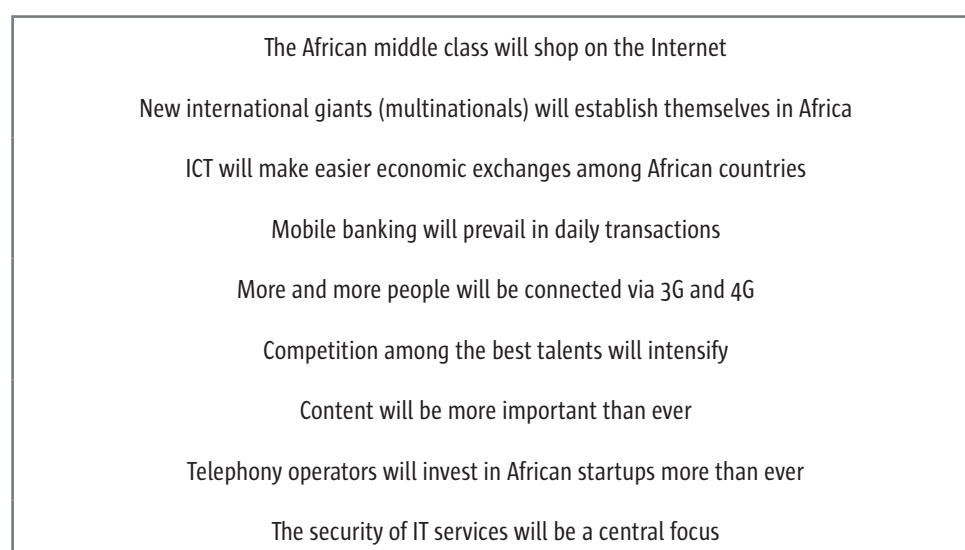 The African middle class will shop on the Internet
New international giants (multinationals) will establish themselves in Africa
ICT will make easier economic exchanges among African countries
Mobile banking will prevail in daily transactions
More and more people will be connected via 3G and 4G
Competition among the best talents will intensify
Content will be more important than ever
Telephony operators will invest in African startups more than ever
The security of IT services will be a central focus